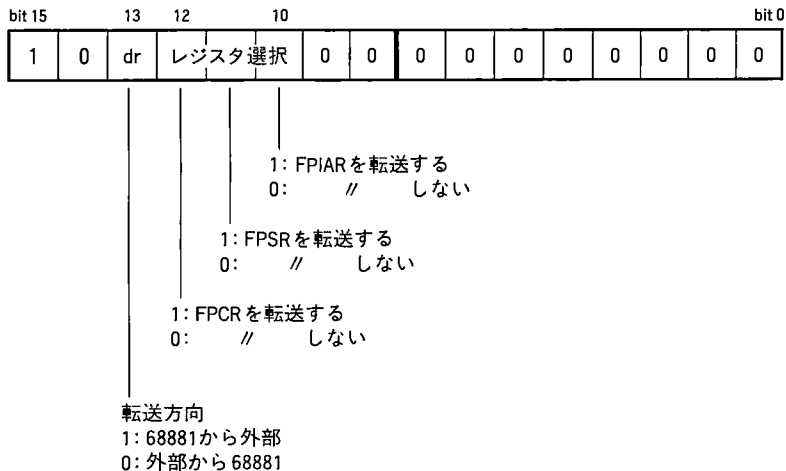 bit 15 13 12 10 bit 0
1 0 dr レジスタ選択 0 0 0 0 0 0 0 0 0 0
1: FPIARを転送する
0: 〃 しない
1: FPSRを転送する
0: 〃 しない
1: FPCRを転送する
0: 〃 しない
転送方向
1: 68881から外部
0: 外部から68881